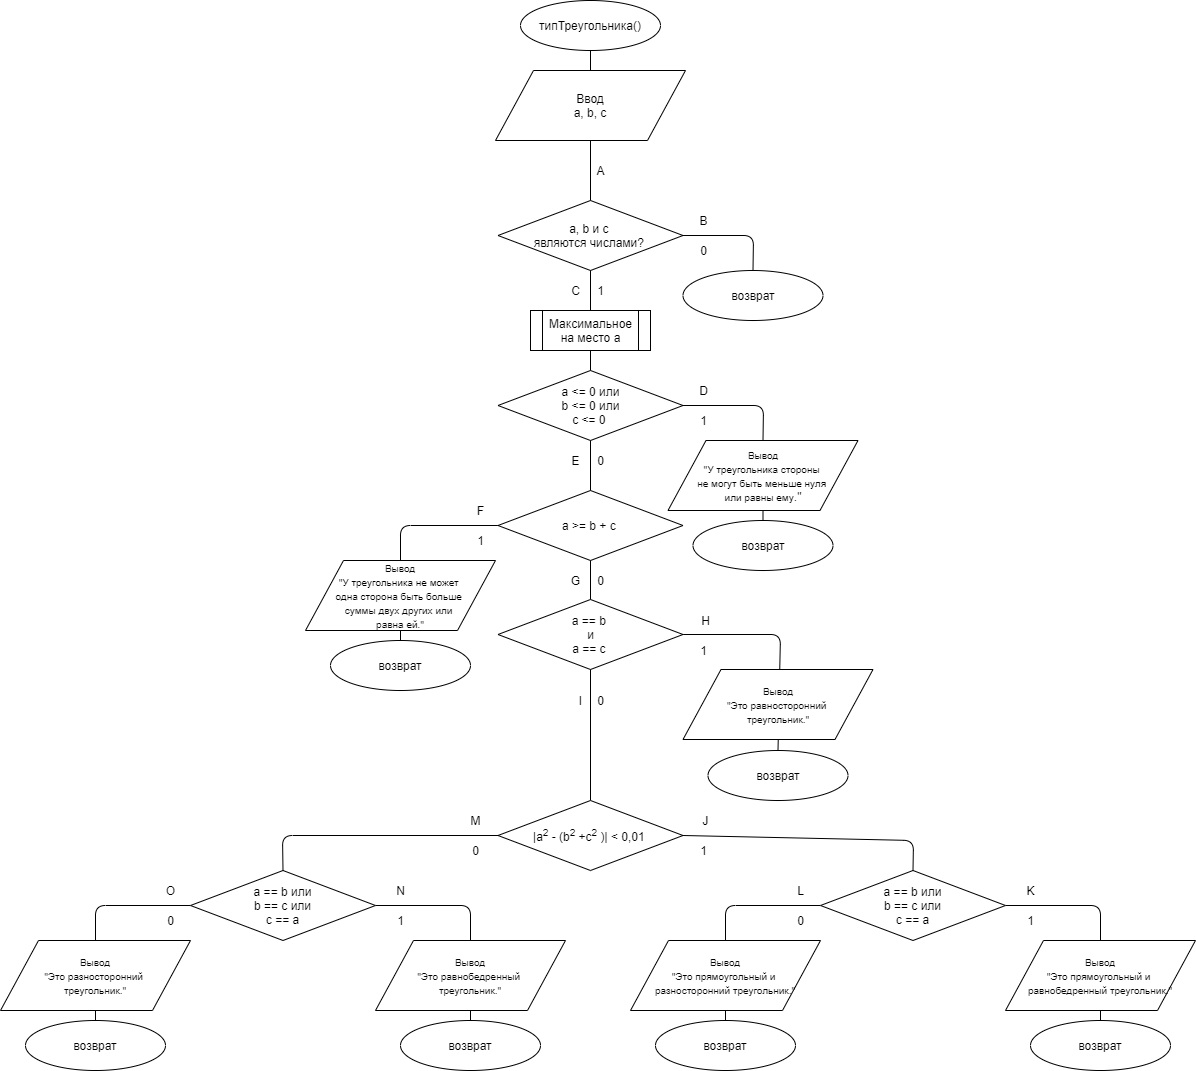 типТреугольника()
Ввод
a, b, c
A
a, b и c
являются числами?
B
0
возврат
C
1
Максимальное
на место a
a <= 0 или
b <= 0 или
c <= 0
D
1
Вывод
"У треугольника стороны
не могут быть меньше нуля
или равны ему."
возврат
E
0
a >= b + c
F
1
Вывод
"У треугольника не может
одна сторона быть больше
суммы двух других или
равна ей."
возврат
G
0
a == b
и
a == c
H
1
Вывод
"Это равносторонний
треугольник."
возврат
I
0
|a² - (b² +c² )| < 0,01
M
0
J
1
a == b или
b == c или
c == a
O
0
N
1
Вывод
"Это разносторонний
треугольник."
возврат
Вывод
"Это равнобедренный
треугольник."
возврат
a == b или
b == c или
c == a
L
0
K
1
Вывод
"Это прямоугольный и
разносторонний треугольник."
возврат
Вывод
"Это прямоугольный и
равнобедренный треугольник."
возврат